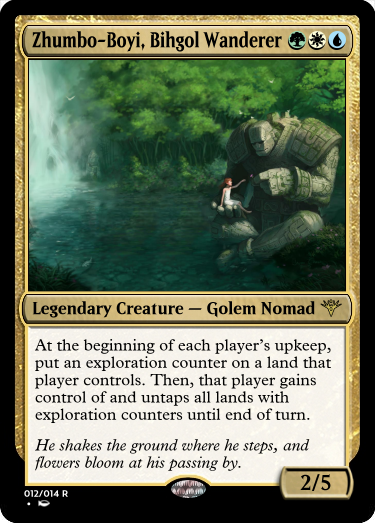 Zhumbo-Boyi, Bihgol Wanderer
Legendary Creature — Golem Nomad
At the beginning of each player's upkeep,
put an exploration counter on a land that
player controls. Then, that player gains
control of and untaps all lands with
exploration counters until end of turn.
He shakes the ground where he steps, and
flowers bloom at his passing by.
2/5
012/014 R